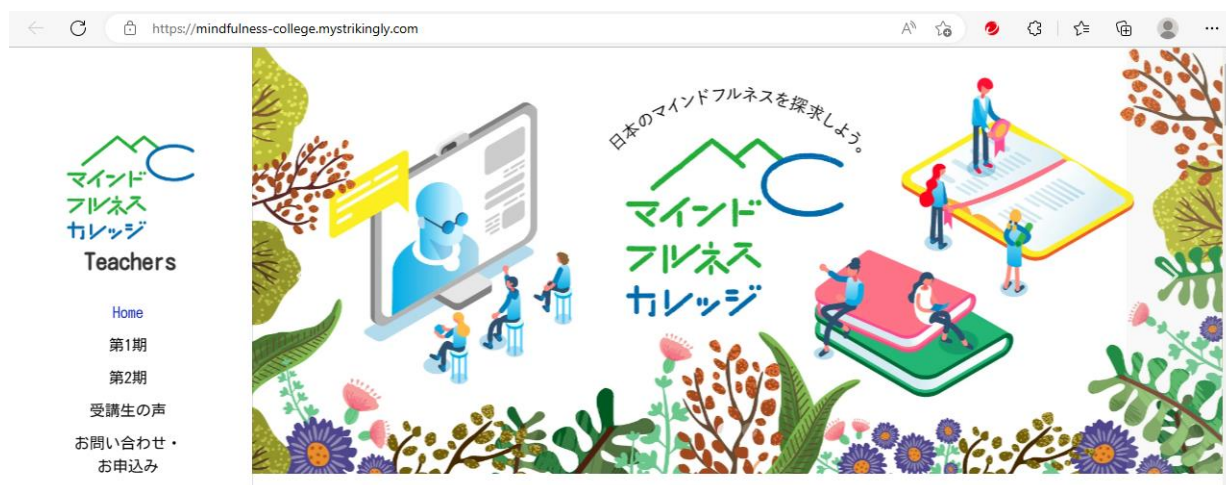 https://mindfulness-college.mystrikingly.com
マインド
フルネス
カレッジ
Teachers
Home
第1期
第2期
受講生の声
お問い合わせ・
お申込み
日本のマインドフルネスを探求しよう。
マインド
フルネス
カレッジ